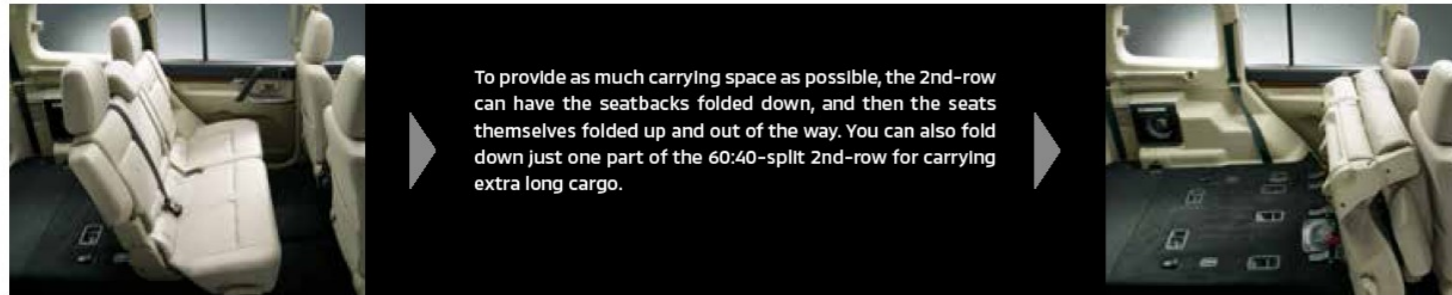 To provide as much carrying space as possible, the 2nd-row
can have the seatbacks folded down, and then the seats
themselves folded up and out of the way. You can also fold
down just one part of the 60:40-split 2nd-row for carrying
extra long cargo.